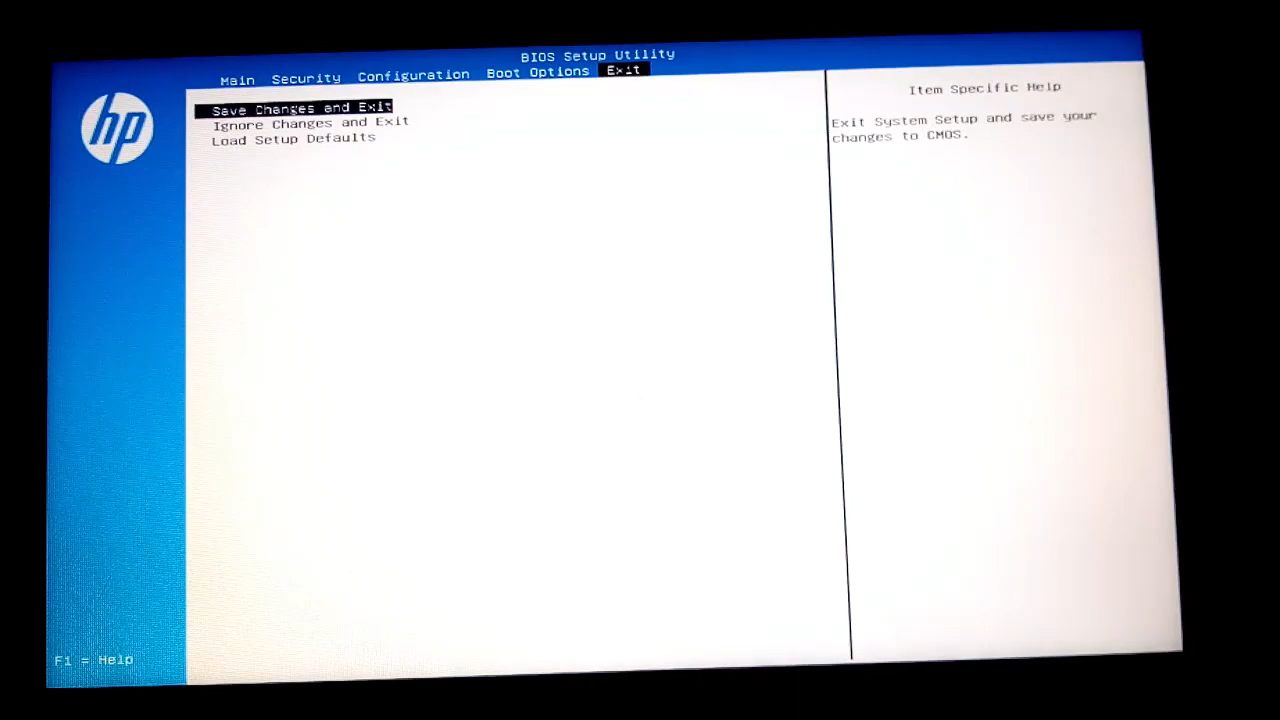 BIOS Setup Utility
Main Security Configuration Boot Options Exit
hp
Save Changes and Exit
Ignore Changes and Exit
Load Setup Defaults
Item Specific Help
Exit System Setup and save your
changes to CMOS.
F1 = Help